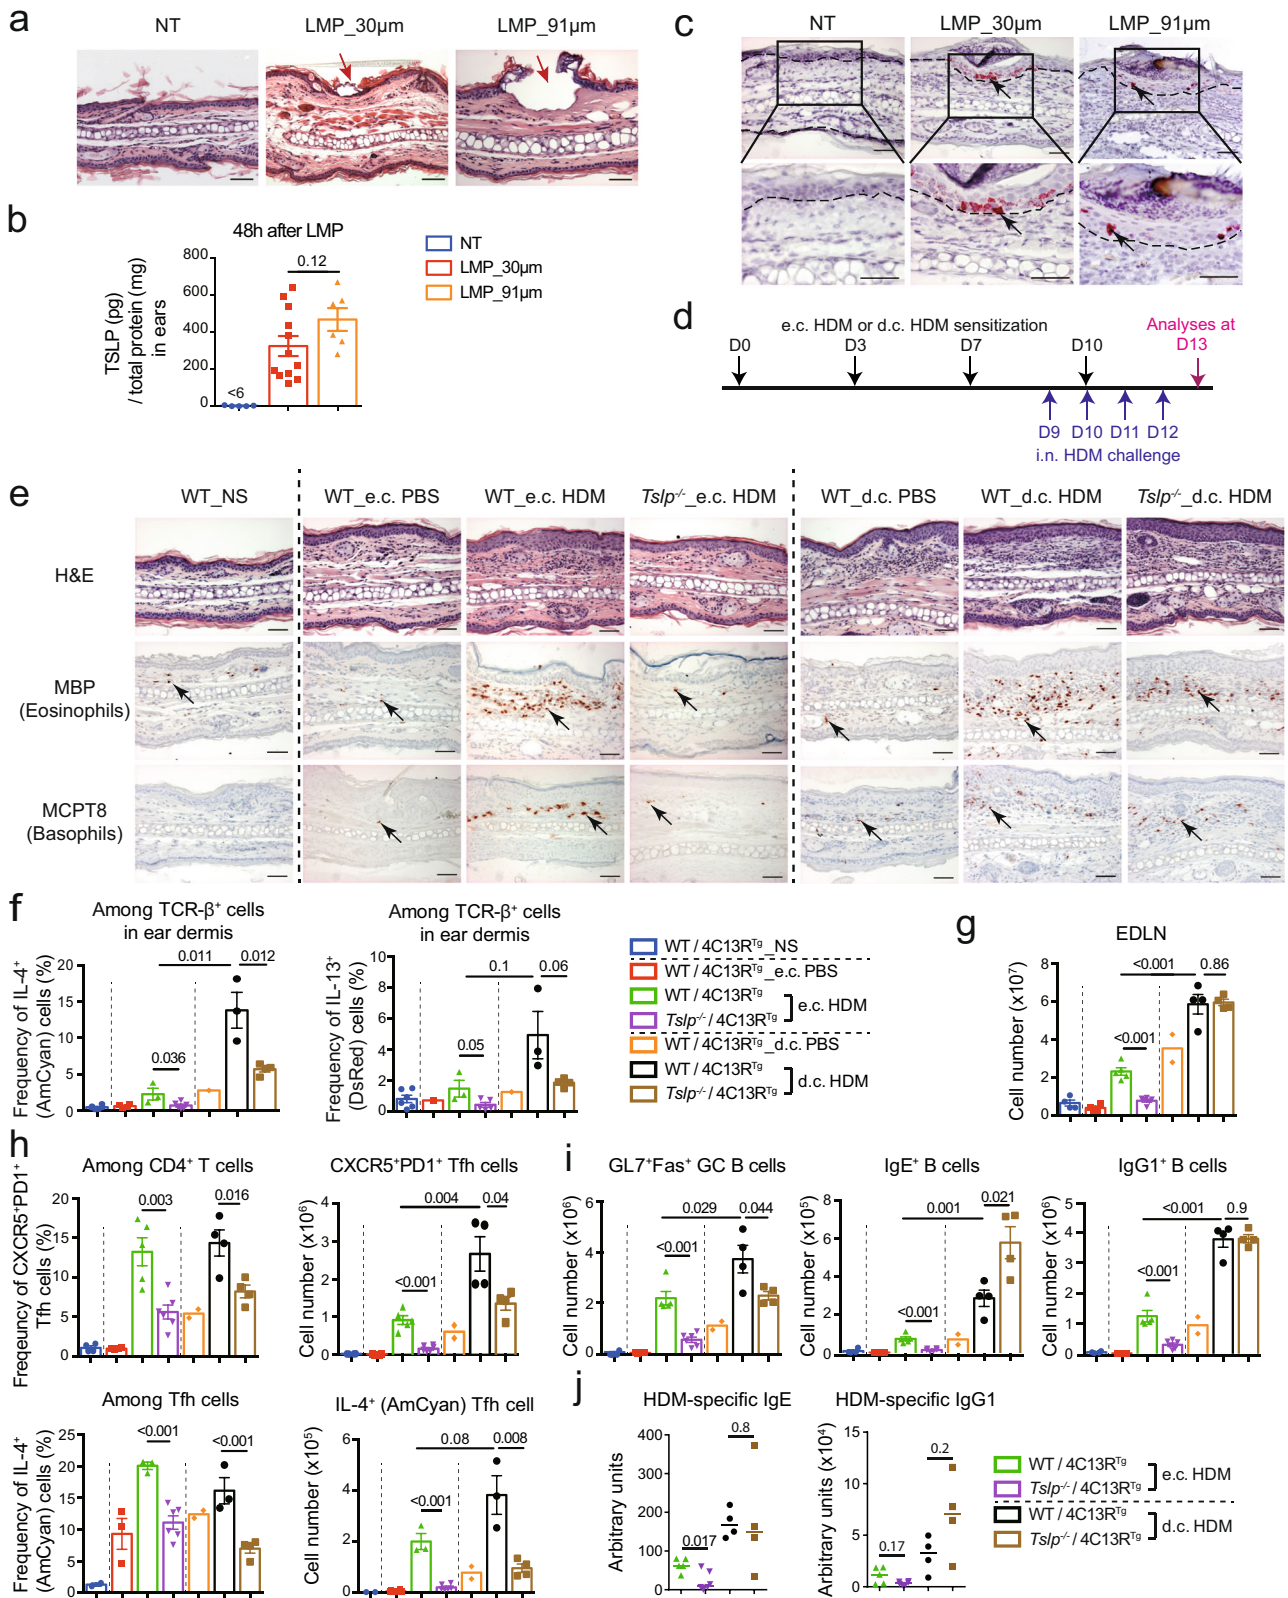 a
NT
LMP_30µm
LMP_91µm
b
48h after LMP
TSLP (pg)
/ total protein (mg)
in ears
800
600
400
200
0
<6
0.12
NT
LMP_30µm
LMP_91µm
c
NT
LMP_30µm
LMP_91µm
d
e.c. HDM or d.c. HDM sensitization
Analyses at
D0
D3
D7
D10
D13
D9
D10
D11
D12
i.n. HDM challenge
e
WT_NS
WT_e.c. PBS
WT_e.c. HDM
Tslp-/-_e.c. HDM
WT_d.c. PBS
WT_d.c. HDM
Tslp-/-_d.c. HDM
H&E
MBP
(Eosinophils)
MCPT8
(Basophils)
f
Among TCR-β+ cells
in ear dermis
Frequency of IL-4+
(AmCyan) cells (%)
20
15
10
5
0
0.036
0.011
0.012
Among TCR-β+ cells
in ear dermis
Frequency of IL-13+
(DsRed) cells (%)
10
8
6
4
2
0
0.05
0.1
0.06
WT / 4C13RTg_NS
WT / 4C13RTg_e.c. PBS
WT / 4C13RTg
Tslp-/- / 4C13RTg
e.c. HDM
WT / 4C13RTg_d.c. PBS
WT / 4C13RTg
Tslp-/- / 4C13RTg
d.c. HDM
g
EDLN
Cell number (x10⁷)
8
6
4
2
0
<0.001
<0.001
0.86
h
Among CD4+ T cells
Frequency of CXCR5+PD1+
Tfh cells (%)
20
15
10
5
0
0.003
0.016
CXCR5+PD1+ Tfh cells
Cell number (x10⁶)
4
3
2
1
0
<0.001
0.004
0.04
Among Tfh cells
Frequency of IL-4+
(AmCyan) cells (%)
25
20
15
10
5
0
<0.001
<0.001
IL-4+ (AmCyan) Tfh cell
Cell number (x10⁵)
6
4
2
0
<0.001
0.08
0.008
i
GL7+Fas+ GC B cells
Cell number (x10⁶)
6
4
2
0
<0.001
0.029
0.044
IgE+ B cells
Cell number (x10⁵)
8
6
4
2
0
<0.001
0.001
0.021
IgG1+ B cells
Cell number (x10⁶)
5
4
3
2
1
0
<0.001
<0.001
0.9
j
HDM-specific IgE
Arbitrary units
400
300
200
100
0
0.017
0.8
HDM-specific IgG1
Arbitrary units (x10⁴)
15
10
5
0
0.17
0.2
WT / 4C13RTg
Tslp-/- / 4C13RTg
e.c. HDM
WT / 4C13RTg
Tslp-/- / 4C13RTg
d.c. HDM